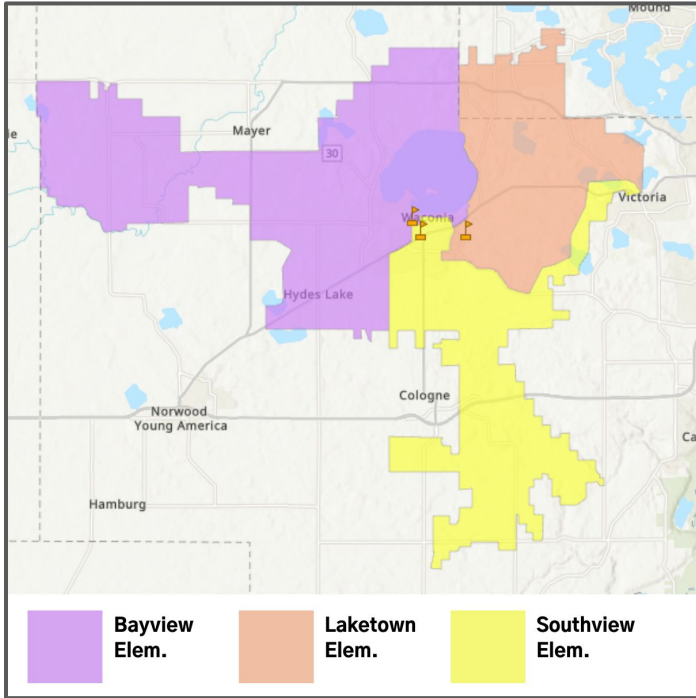 Mound
Mayer
ie
30
Victoria
Waconia
Hydes Lake
Cologne
Norwood
Young America
Ca
Hamburg
Bayview
Elem.
Laketown
Elem.
Southview
Elem.